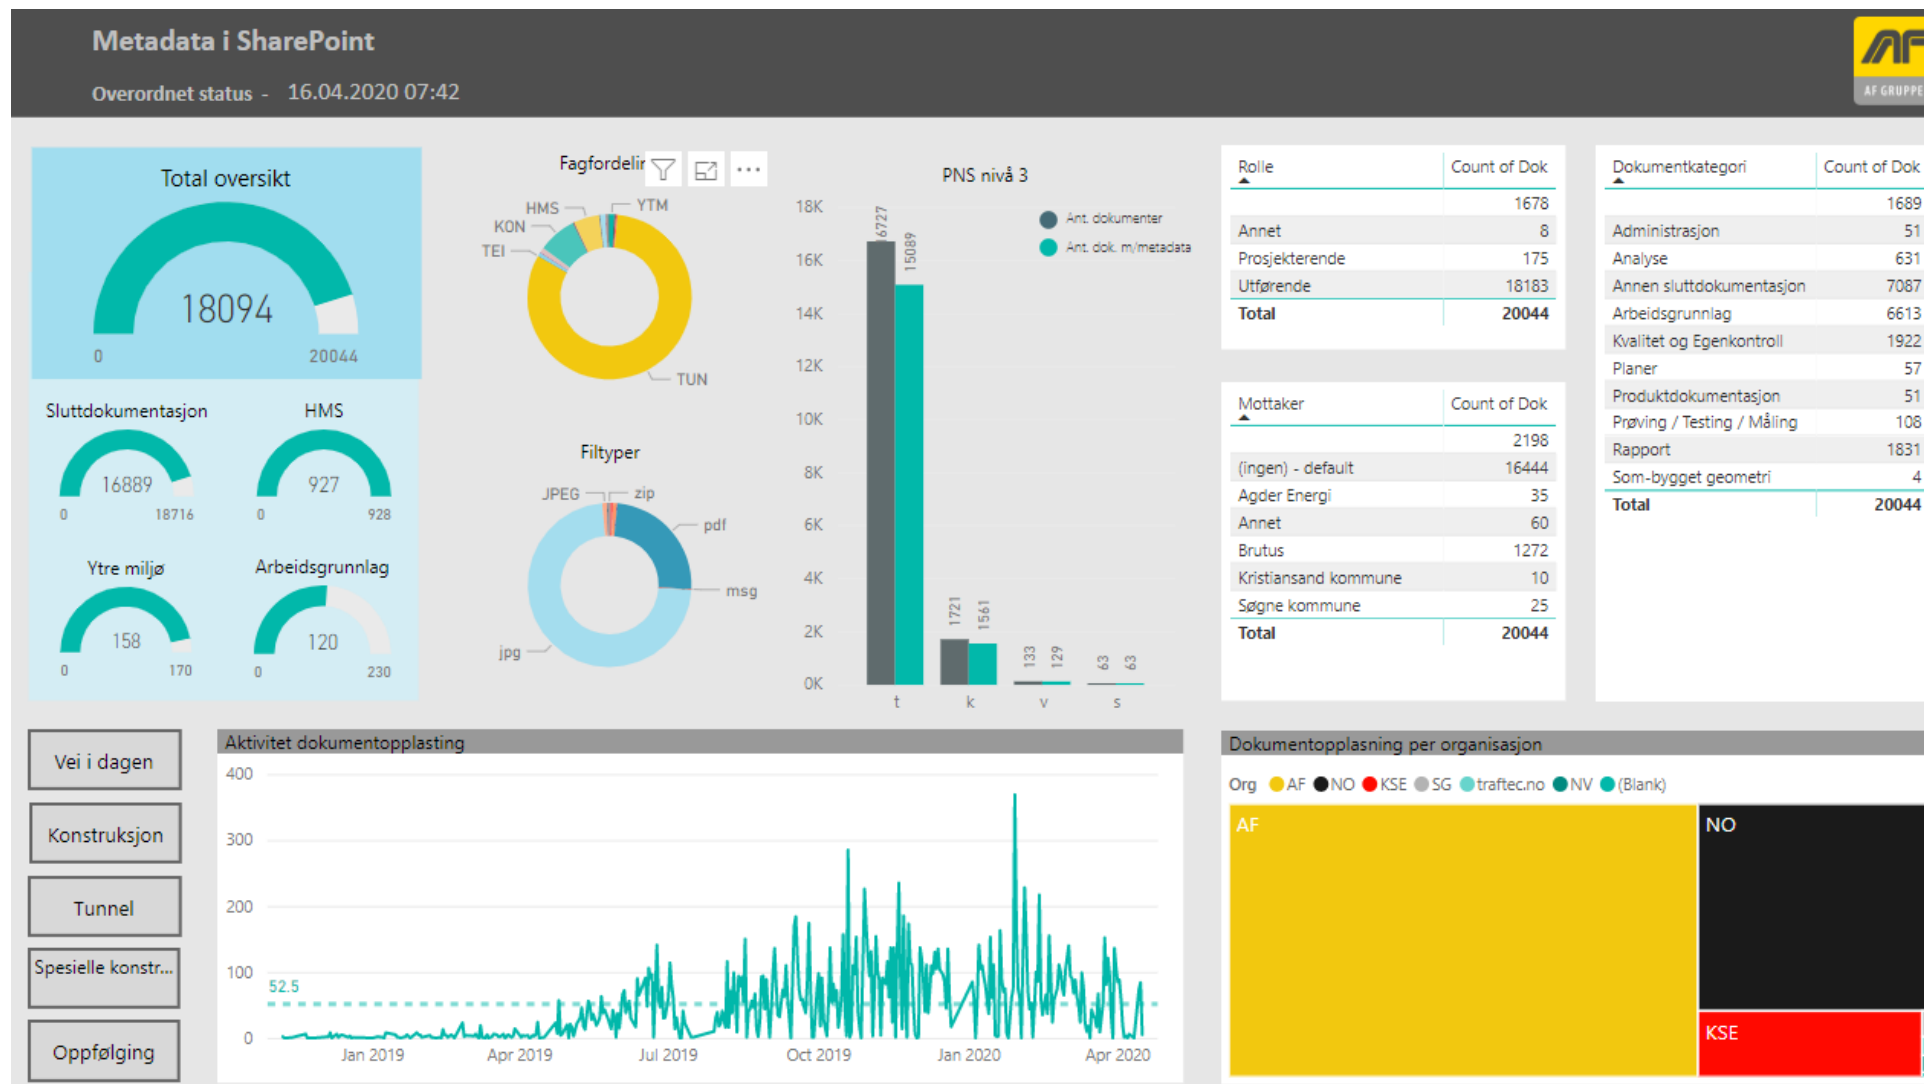 Metadata i SharePoint
Overordnet status - 16.04.2020 07:42
AF
AF GRUPPE
Total oversikt
18094
0 20044
Sluttdokumentasjon
16889
0 18716
HMS
927
0 928
Ytre miljø
158
0 170
Arbeidsgrunnlag
120
0 230
Fagfordelin
HMS
YTM
KON
TEI
TUN
Filtyper
JPEG
zip
pdf
msg
jpg
PNS nivå 3
Ant. dokumenter
Ant. dok. m/metadata
18K
16K
14K
12K
10K
8K
6K
4K
2K
0K
16727 15089
1721 1561
133 129
63 63
t k v s
Rolle Count of Dok
1678
Annet 8
Prosjekterende 175
Utførende 18183
Total 20044
Mottaker Count of Dok
2198
(ingen) - default 16444
Agder Energi 35
Annet 60
Brutus 1272
Kristiansand kommune 10
Søgne kommune 25
Total 20044
Dokumentkategori Count of Dok
1689
Administrasjon 51
Analyse 631
Annen sluttdokumentasjon 7087
Arbeidsgrunnlag 6613
Kvalitet og Egenkontroll 1922
Planer 57
Produktdokumentasjon 51
Prøving / Testing / Måling 108
Rapport 1831
Som-bygget geometri 4
Total 20044
Vei i dagen
Konstruksjon
Tunnel
Spesielle konstr...
Oppfølging
Aktivitet dokumentopplasting
400
300
200
100
0
52.5
Jan 2019 Apr 2019 Jul 2019 Oct 2019 Jan 2020 Apr 2020
Dokumentopplasning per organisasjon
Org AF NO KSE SG traftec.no NV (Blank)
AF
NO
KSE